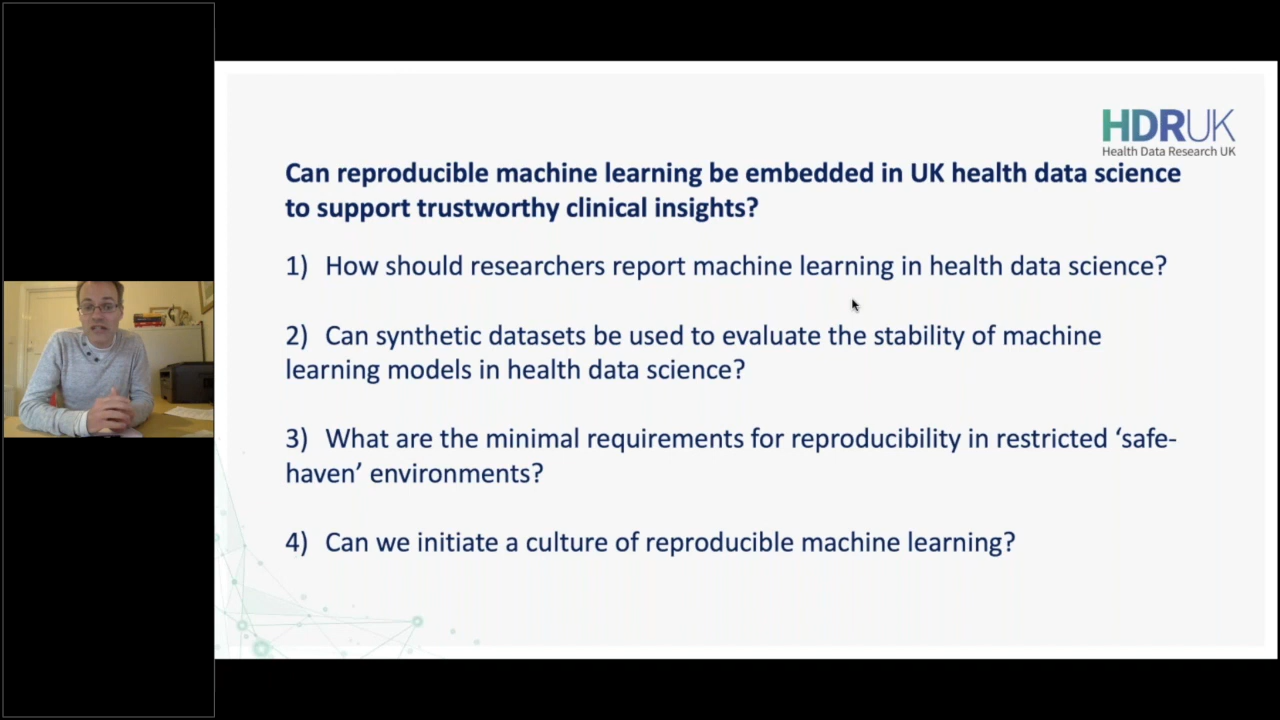 HDRUK
Health Data Research UK
Can reproducible machine learning be embedded in UK health data science
to support trustworthy clinical insights?
1) How should researchers report machine learning in health data science?
2) Can synthetic datasets be used to evaluate the stability of machine
learning models in health data science?
3) What are the minimal requirements for reproducibility in restricted ‘safe-
haven’ environments?
4) Can we initiate a culture of reproducible machine learning?